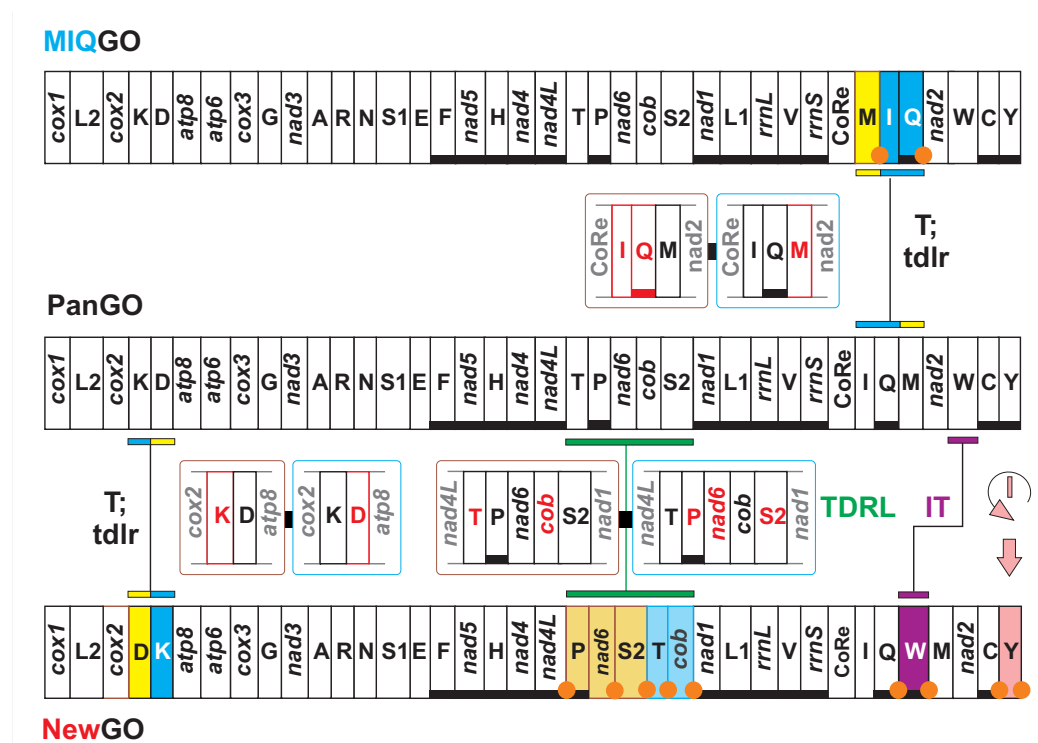 MIQGO
cox1 L2 cox2 K D atp8 atp6 cox3 G nad3 A R N S1 E F nad5 H nad4 nad4L T P nad6 cob S2 nad1 L1 rrnL V rrnS CoRe M I Q nad2 W C Y
CoRe I Q M nad2 CoRe I Q M nad2
T;
tdlr
PanGO
cox1 L2 cox2 K D atp8 atp6 cox3 G nad3 A R N S1 E F nad5 H nad4 nad4L T P nad6 cob S2 nad1 L1 rrnL V rrnS CoRe I Q M nad2 W C Y
T;
tdlr
cox2 K D atp8 cox2 K D atp8 nad4L T P nad6 cob S2 nad1 nad4L T P nad6 cob S2 nad1 TDRL IT I
cox1 L2 cox2 D K atp8 atp6 cox3 G nad3 A R N S1 E F nad5 H nad4 nad4L P nad6 S2 T cob nad1 L1 rrnL V rrnS CoRe I Q W M nad2 C Y
NewGO